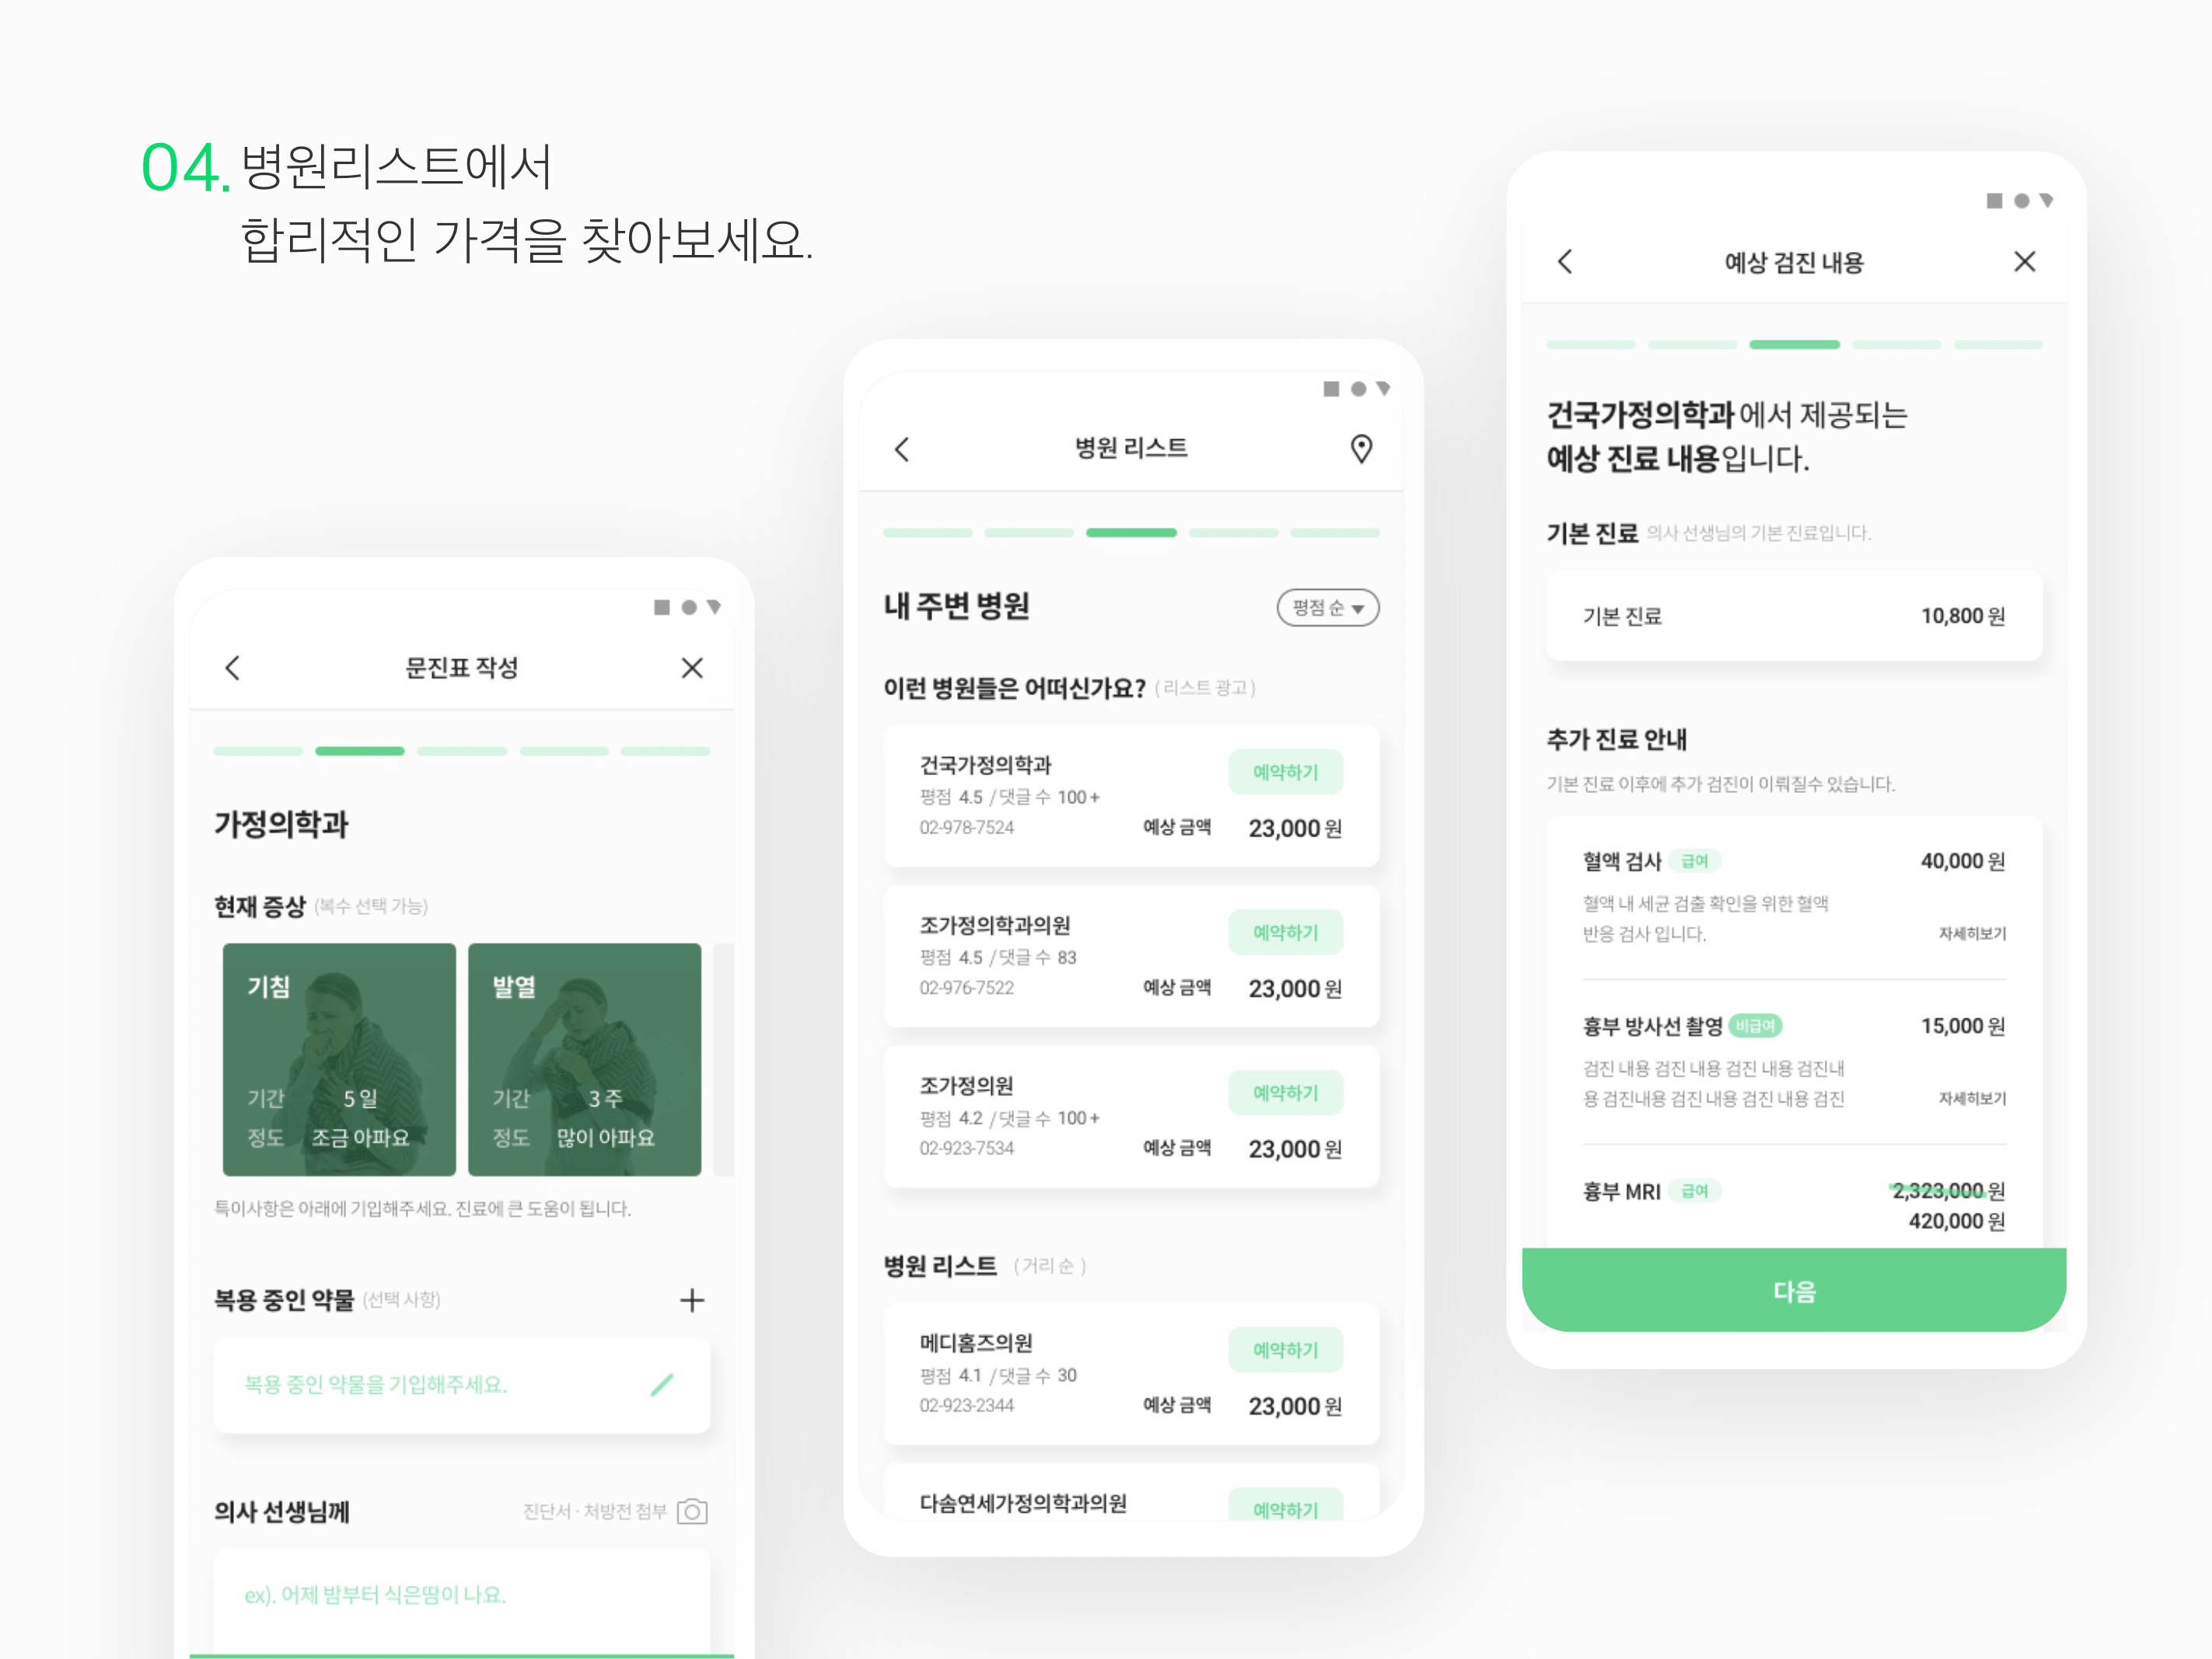 04. 병원리스트에서
합리적인 가격을 찾아보세요.
문진표 작성
가정의학과
현재 증상 (복수 선택 가능)
기침
기간 5 일
정도 조금 아파요
발열
기간 3 주
정도 많이 아파요
특이사항은 아래에 기입해주세요. 진료에 큰 도움이 됩니다.
복용 중인 약물 (선택 사항)
복용 중인 약물을 기입해주세요.
의사 선생님께 진단서 · 처방전 첨부
ex). 어제 밤부터 식은땀이 나요.
병원 리스트
내 주변 병원 평점 순
이런 병원들은 어떠신가요? ( 리스트 광고 )
건국가정의학과 예약하기
평점 4.5 / 댓글 수 100 +
02-978-7524 예상 금액 23,000 원
조가정의학과의원 예약하기
평점 4.5 / 댓글 수 83
02-976-7522 예상 금액 23,000 원
조가정의원 예약하기
평점 4.2 / 댓글 수 100 +
02-923-7534 예상 금액 23,000 원
병원 리스트 ( 거리 순 )
메디홈즈의원 예약하기
평점 4.1 / 댓글 수 30
02-923-2344 예상 금액 23,000 원
다솜연세가정의학과의원 예약하기
예상 검진 내용
건국가정의학과 에서 제공되는
예상 진료 내용입니다.
기본 진료 의사 선생님의 기본 진료입니다.
기본 진료 10,800 원
추가 진료 안내
기본 진료 이후에 추가 검진이 이뤄질수 있습니다.
혈액 검사 급여 40,000 원
혈액 내 세균 검출 확인을 위한 혈액
반응 검사 입니다. 자세히보기
흉부 방사선 촬영 비급여 15,000 원
검진 내용 검진 내용 검진 내용 검진내
용 검진내용 검진 내용 검진 내용 검진 자세히보기
흉부 MRI 급여 2,323,000 원
420,000 원
다음